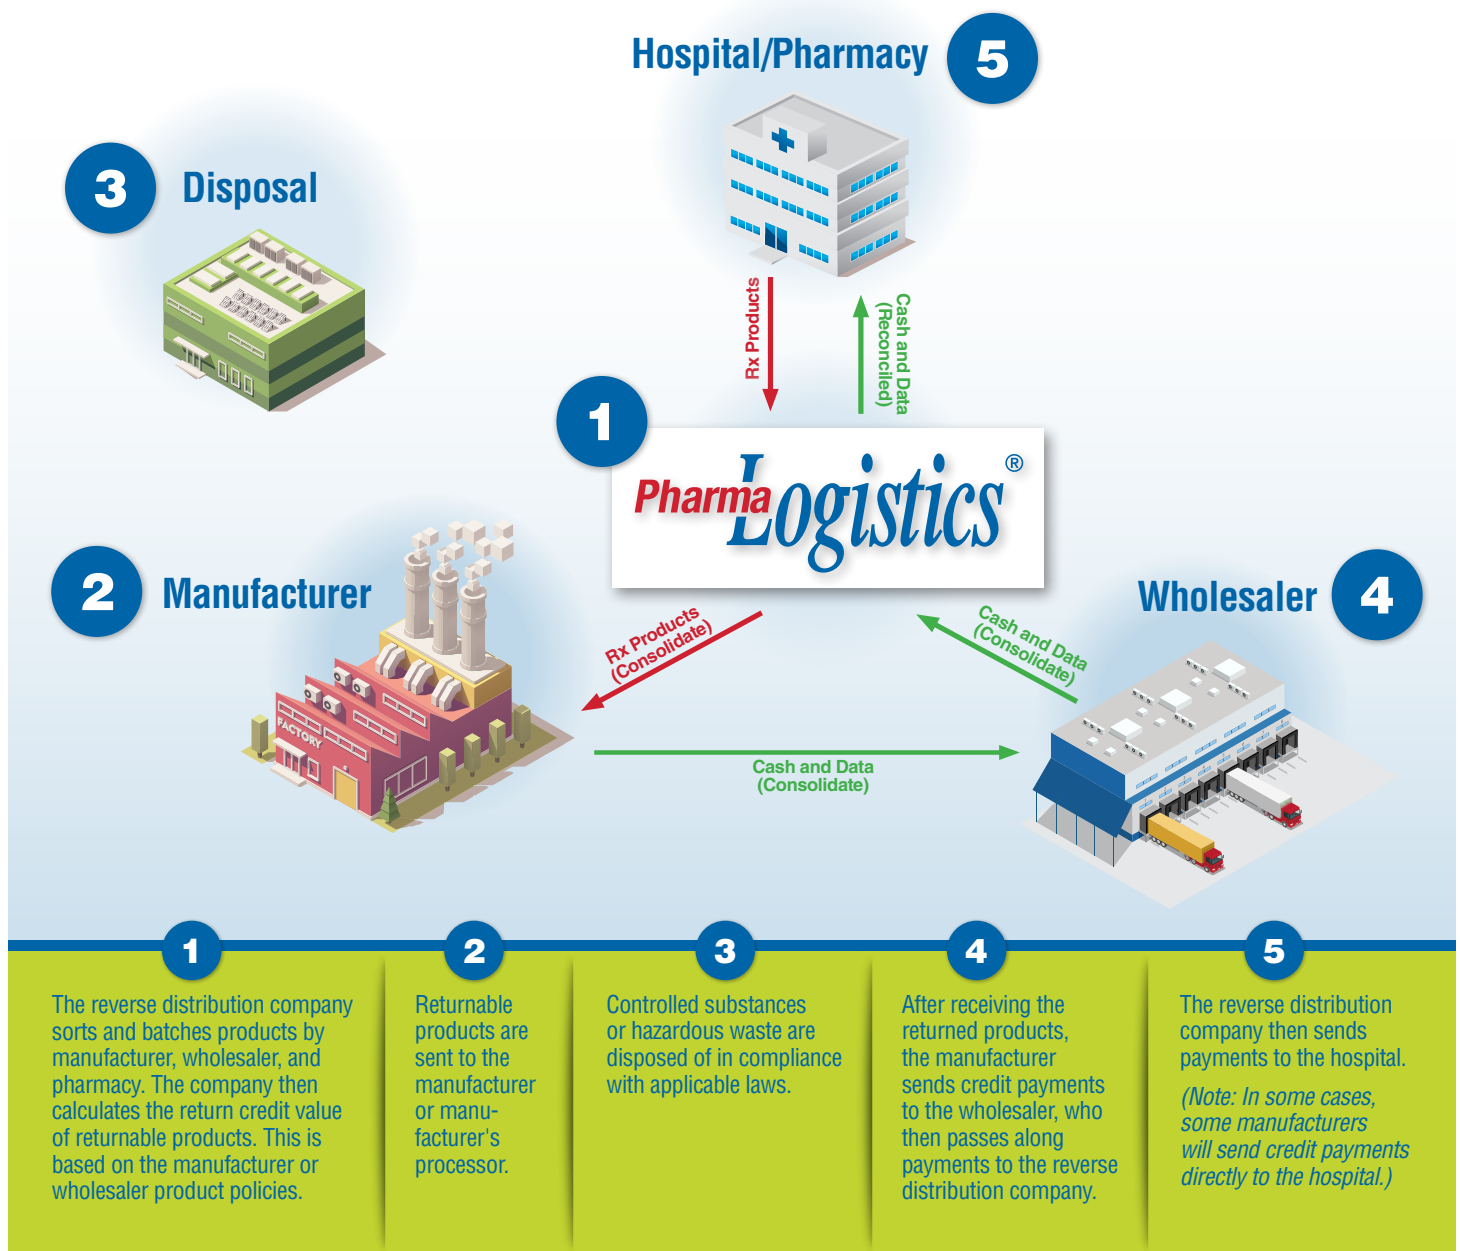 Hospital/Pharmacy
5
3
Disposal
Rx Products
Cash and Data
(Reconciled)
1
PharmaLogistics®
2
Manufacturer
Wholesaler
4
Rx Products
(Consolidate)
Cash and Data
(Consolidate)
FACTORY
Cash and Data
(Consolidate)
1
The reverse distribution company
sorts and batches products by
manufacturer, wholesaler, and
pharmacy. The company then
calculates the return credit value
of returnable products. This is
based on the manufacturer or
wholesaler product policies.
2
Returnable
products are
sent to the
manufacturer
or manu-
facturer's
processor.
3
Controlled substances
or hazardous waste are
disposed of in compliance
with applicable laws.
4
After receiving the
returned products,
the manufacturer
sends credit payments
to the wholesaler, who
then passes along
payments to the reverse
distribution company.
5
The reverse distribution
company then sends
payments to the hospital.
(Note: In some cases,
some manufacturers
will send credit payments
directly to the hospital.)